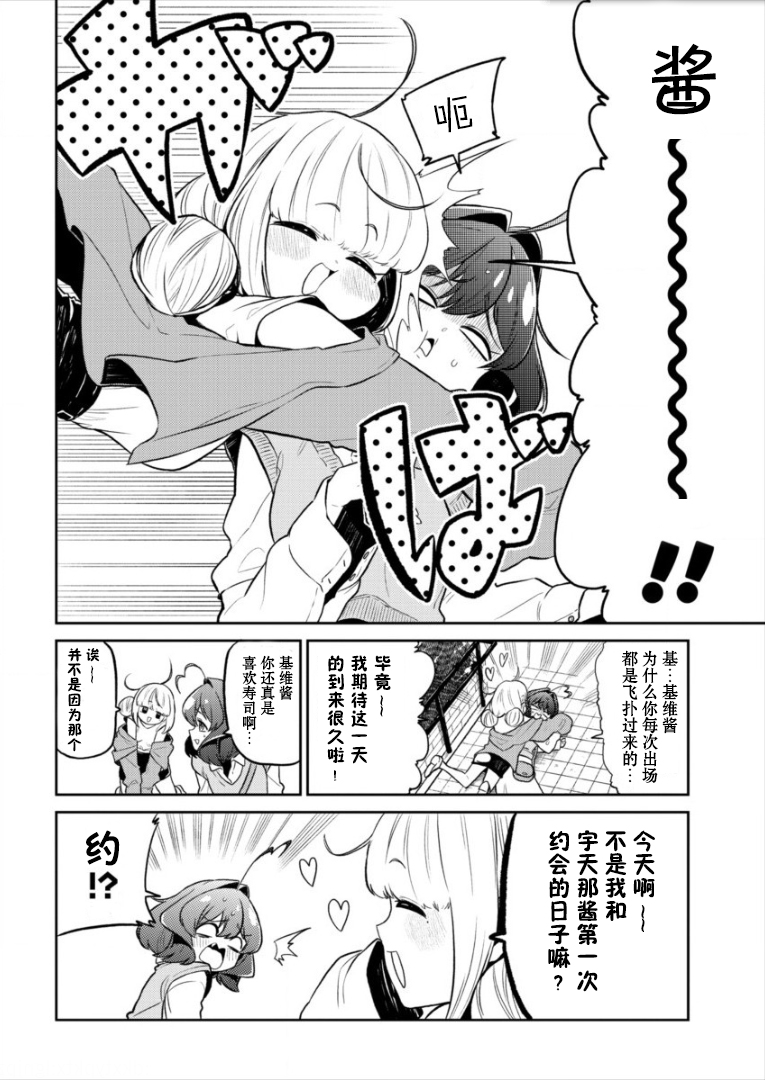 酱
〰
!!
呃
ガ
ば
基…基维酱
为什么你每次出场
都是飞扑过来的…
毕竟~
我期待这一天
的到来很久啦!
基维酱
你还真是
喜欢寿司啊…
诶~
并不是因为那个
今天啊~
不是我和
宇天那酱第一次
约会的日子嘛?
约!?